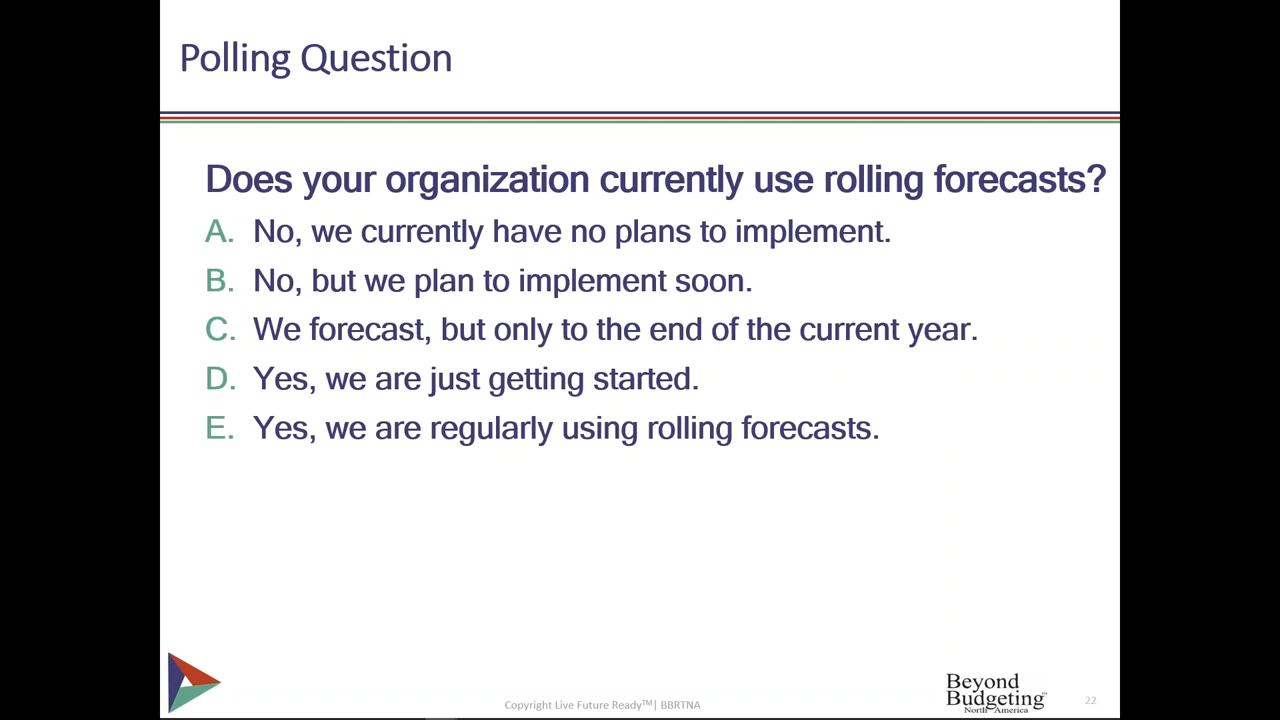 Polling Question
Does your organization currently use rolling forecasts?
A. No, we currently have no plans to implement.
B. No, but we plan to implement soon.
C. We forecast, but only to the end of the current year.
D. Yes, we are just getting started.
E. Yes, we are regularly using rolling forecasts.
Copyright Live Future Ready™| BBRTNA
Beyond
Budgeting™
North America
22